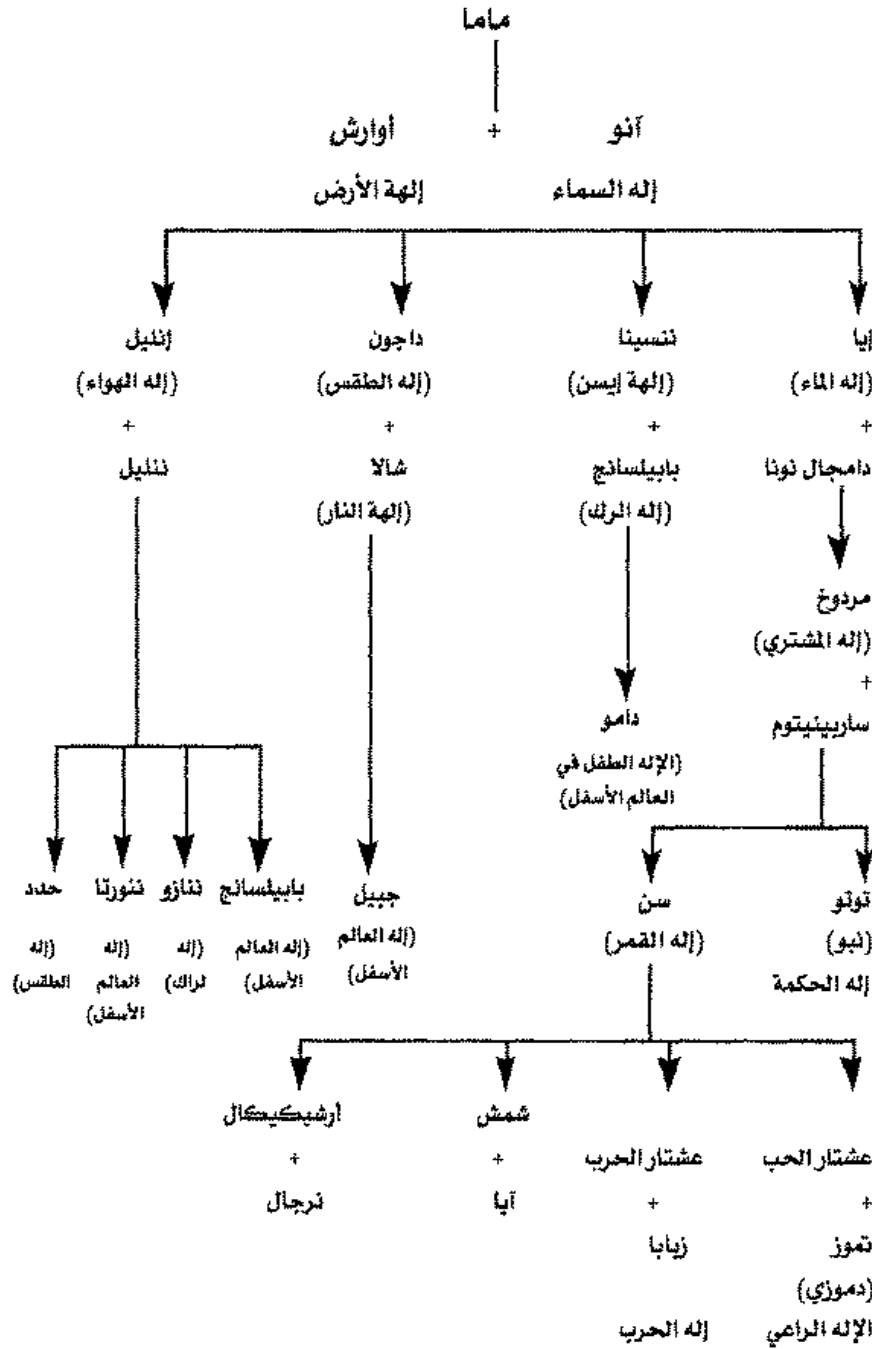 ماما
آنو + أوارش
إله السماء إلهة الأرض
إيا ننسينا داجون إنليل
(إله الماء) (إلهة إيسن) (إله الطقس) (إله الهواء)
+ + + +
دامجال نونا بابيلسانج شالا ننليل
(إله الرك) (إلهة النار)
مردوخ
(إله المشتري)
+
ساربينيتوم
دامو
(الإله الطفل في
العالم الأسفل)
توتو سن جيبيل بابيلسانج ننازو ننورتا حدد
(نبو) (إله القمر) (إله العالم (إله العالم (إله (إله (إله
إله الحكمة الأسفل) الأسفل) لراك) العالم الطقس)
الأسفل)
شمش أرشيكيكال
عشتار الحب عشتار الحرب + +
+ + آيا نرجال
تموز زبابا
(دموزي)
الإله الراعي إله الحرب